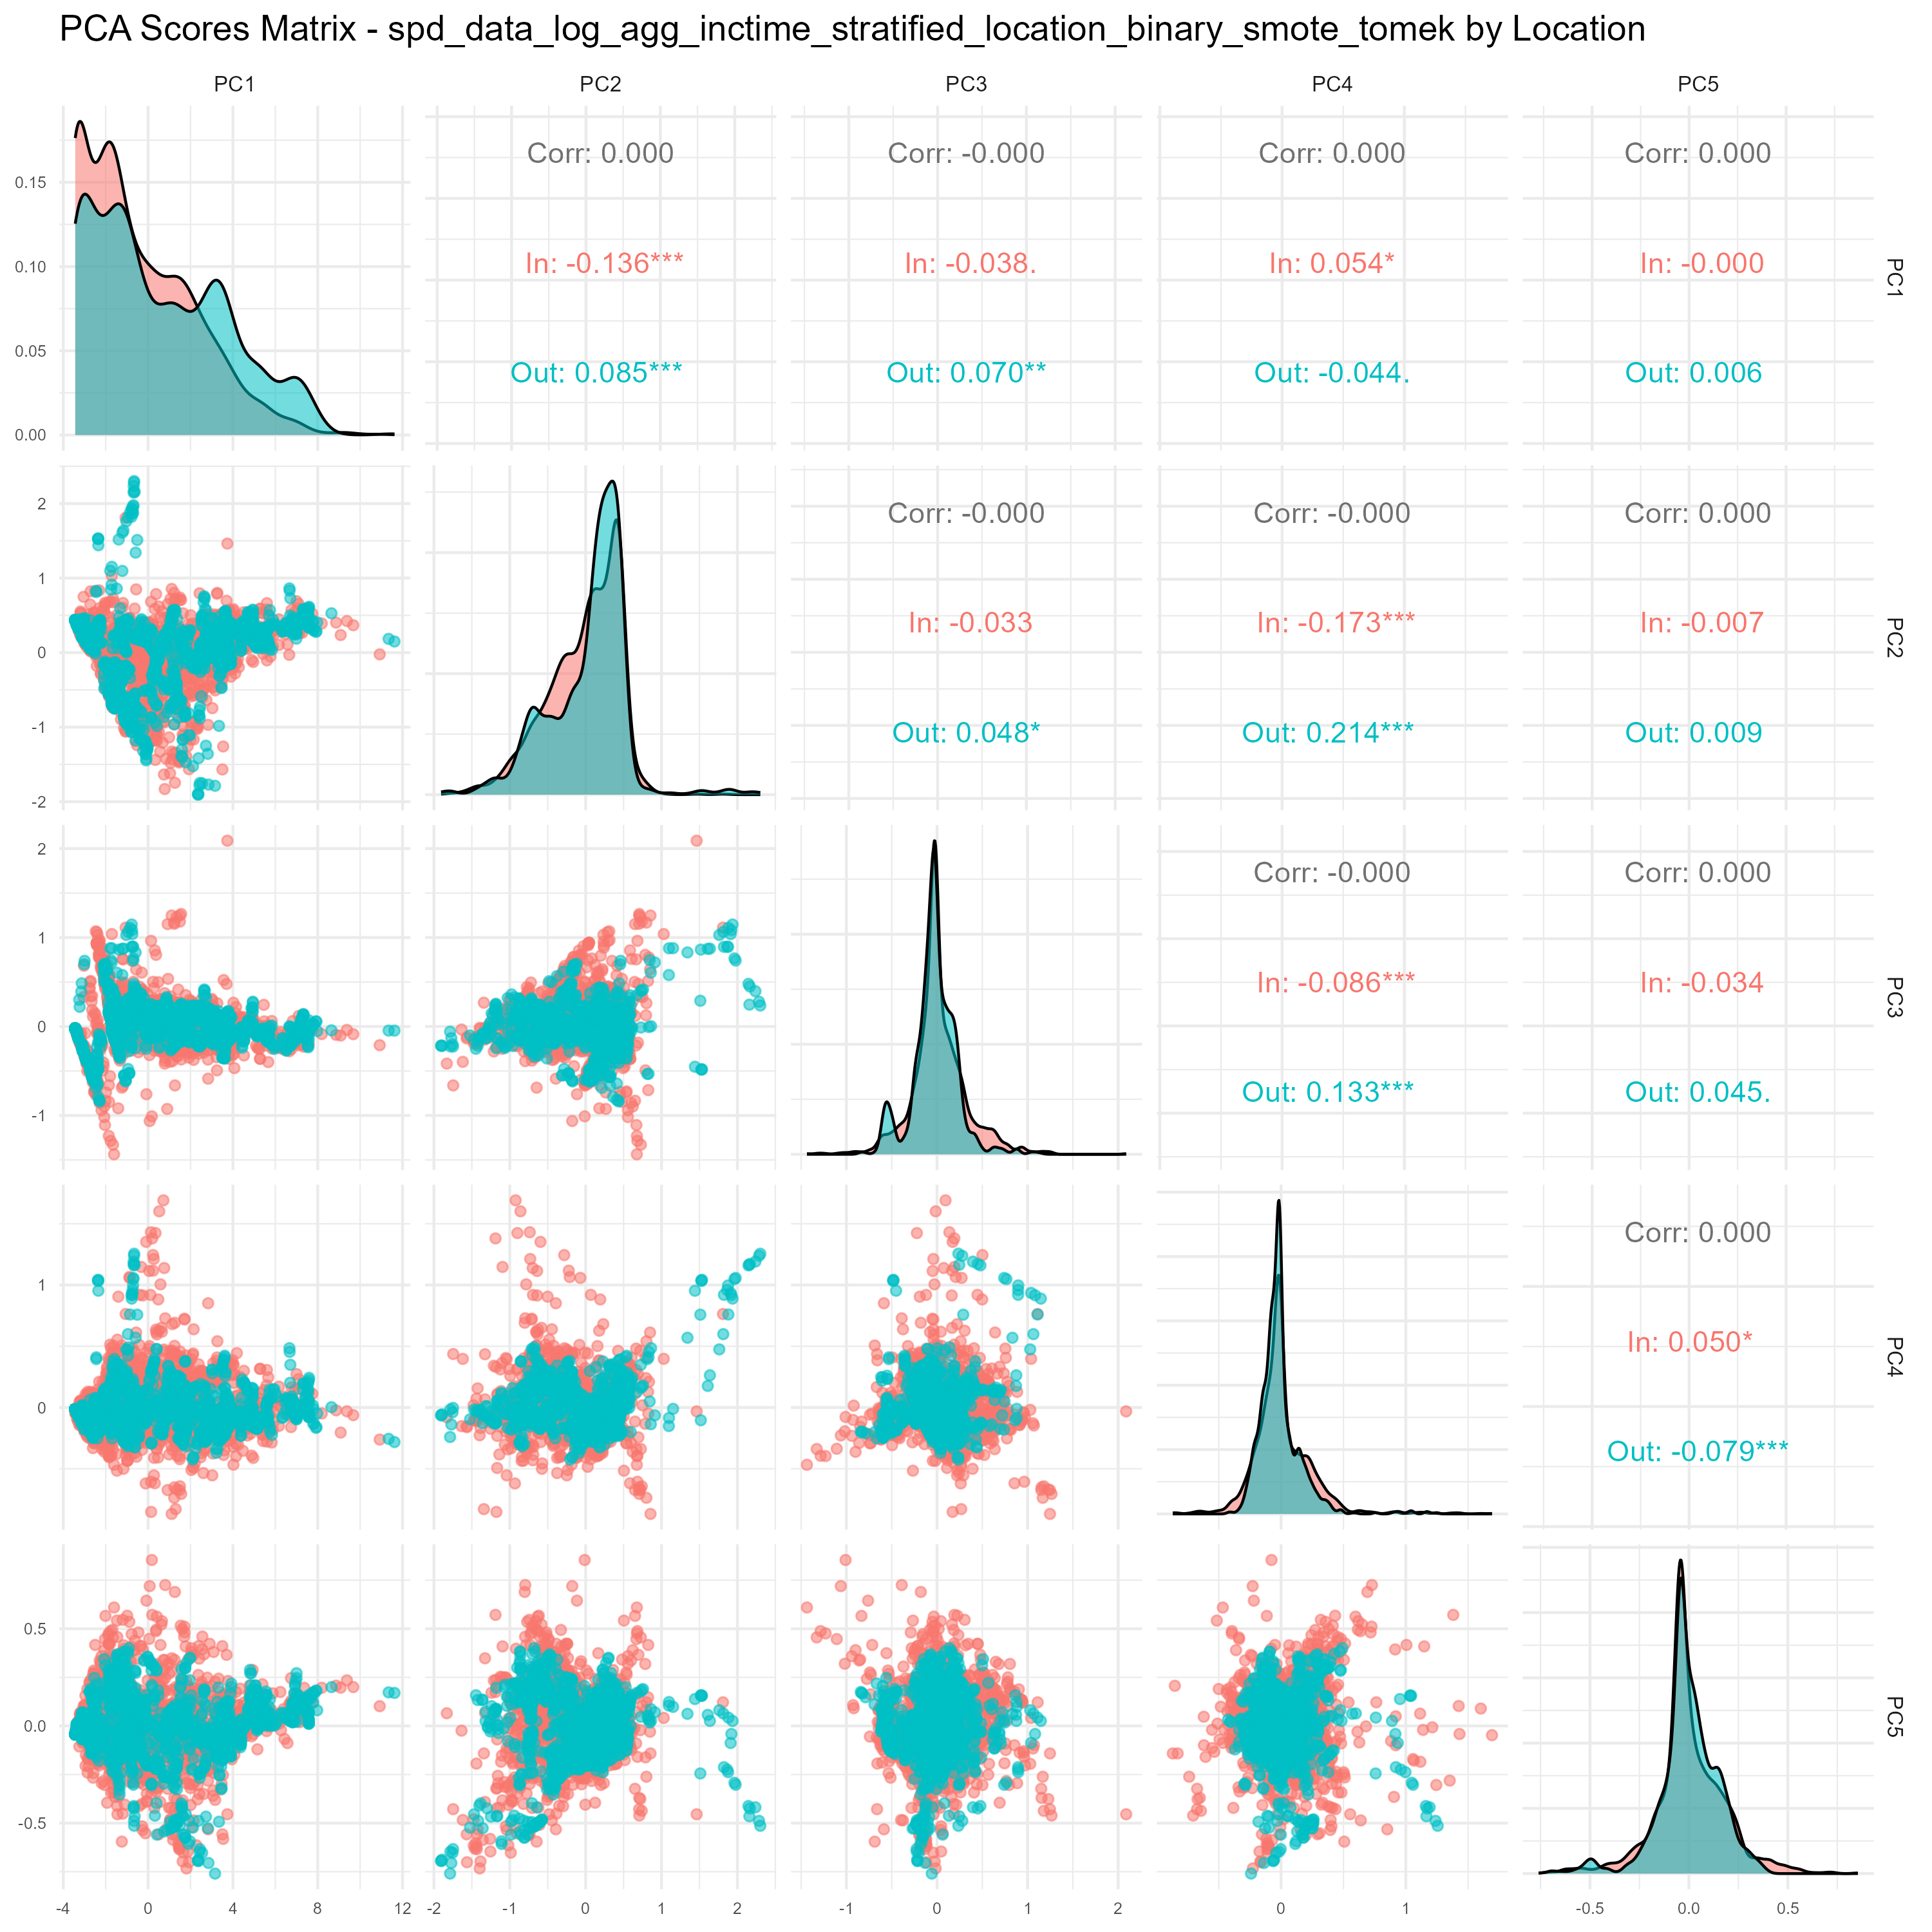 PCA Scores Matrix - spd_data_log_agg_inctime_stratified_location_binary_smote_tomek by Location
PC1 PC2 PC3 PC4 PC5
0.15
0.10
0.05
0.00
Corr: 0.000
In: -0.136***
Out: 0.085***
Corr: -0.000
In: -0.038.
Out: 0.070**
Corr: 0.000
In: 0.054*
Out: -0.044.
Corr: 0.000
In: -0.000
Out: 0.006
PC1
2
1
0
-1
-2
Corr: -0.000
In: -0.033
Out: 0.048*
Corr: -0.000
In: -0.173***
Out: 0.214***
Corr: 0.000
In: -0.007
Out: 0.009
PC2
2
1
0
-1
Corr: -0.000
In: -0.086***
Out: 0.133***
Corr: 0.000
In: -0.034
Out: 0.045.
PC3
1
0
Corr: 0.000
In: 0.050*
Out: -0.079***
PC4
0.5
0.0
-0.5
PC5
-4 0 4 8 12
-2 -1 0 1 2
-1 0 1 2
0 1
-0.5 0.0 0.5